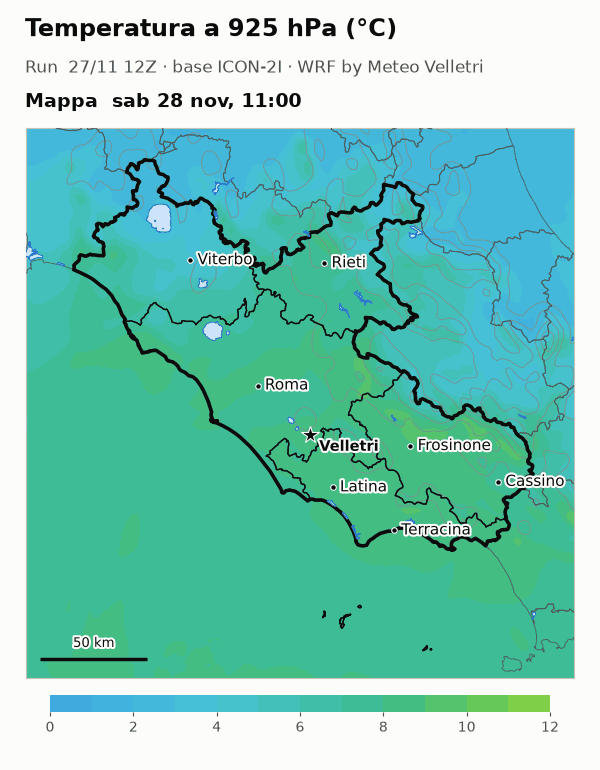 Temperatura a 925 hPa (°C)
Run  27/11 12Z · base ICON-2I · WRF by Meteo Velletri
Mappa  sab 28 nov, 11:00
Viterbo
Rieti
Roma
Velletri
Frosinone
Cassino
Latina
Terracina
50 km
0 2 4 6 8 10 12